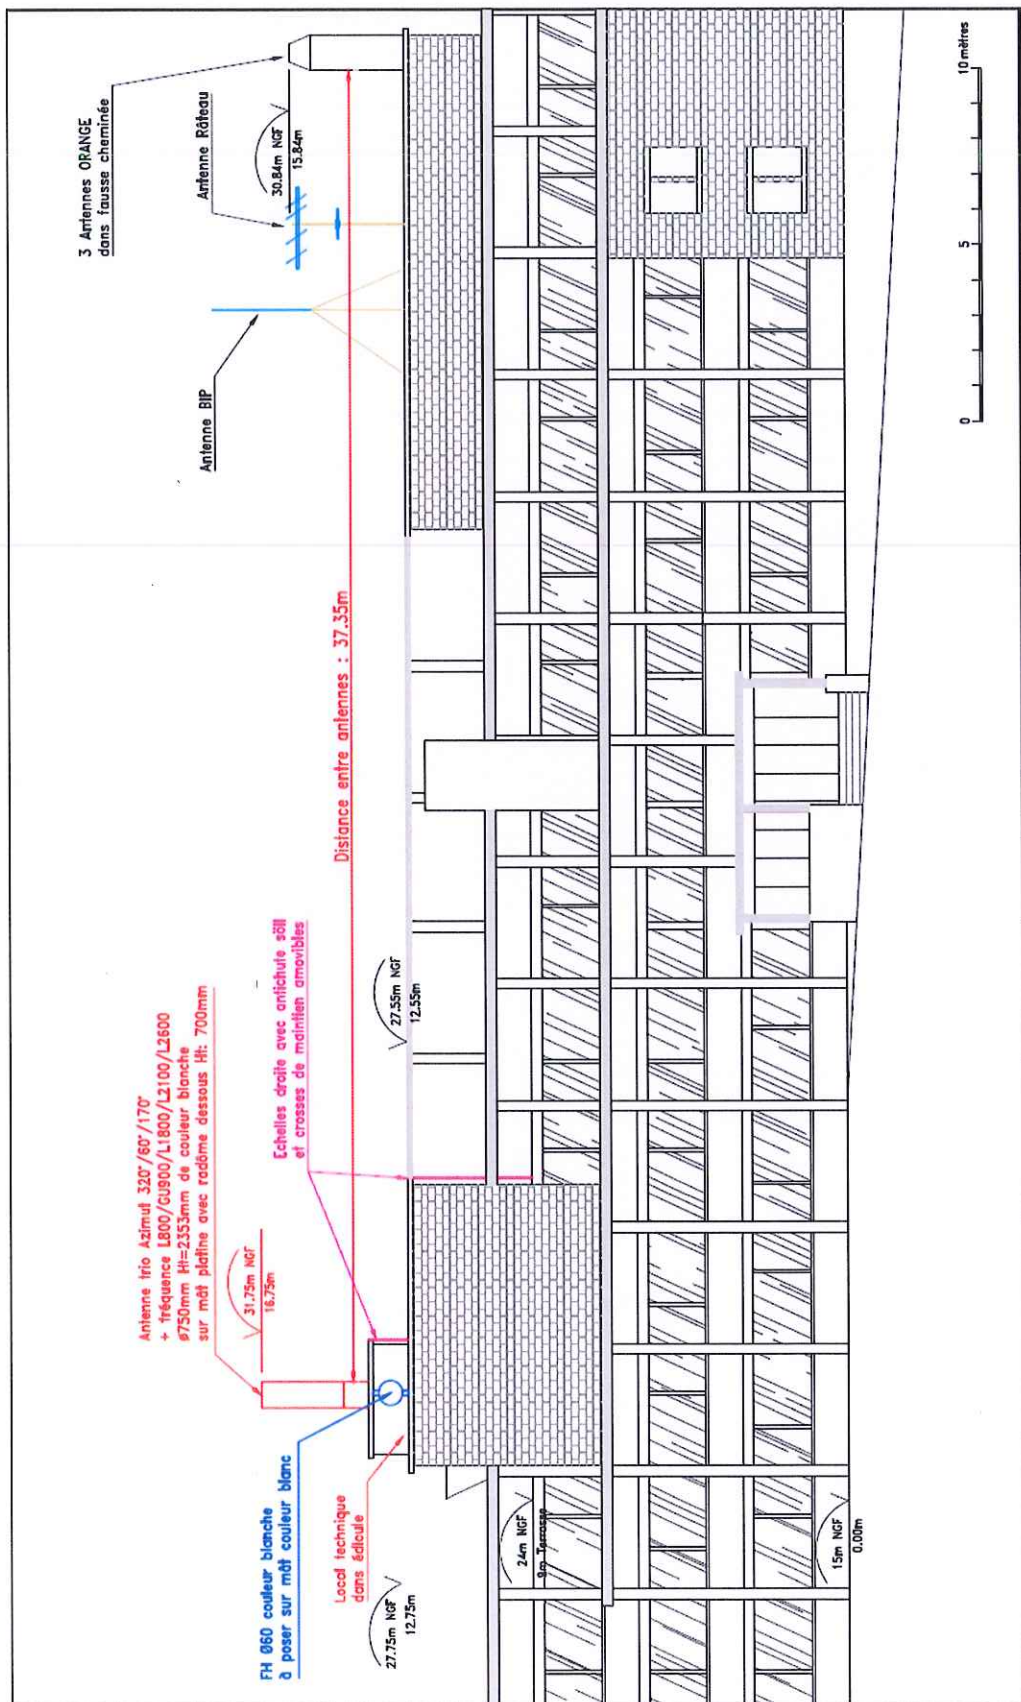 Antenne trio Azimut 320°/60°/170°
+ fréquence L800/GU900/L1800/L2100/L2600
ø750mm Ht=2353mm de couleur blanche
sur mât platine avec radôme dessous Ht: 700mm
31.75m NGF
16.75m
FH Ø60 couleur blanche
à poser sur mât couleur blanc
Local technique
dans édicule
27.75m NGF
12.75m
Echelles droite avec antichute söll
et crosses de maintien amovibles
27.55m NGF
12.55m
Distance entre antennes : 37.35m
Antenne BIP
Antenne Râteau
3 Antennes ORANGE
dans fausse cheminée
30.84m NGF
15.84m
24m NGF
9m Terrasse
15m NGF
0.00m
0
5
10 mètres